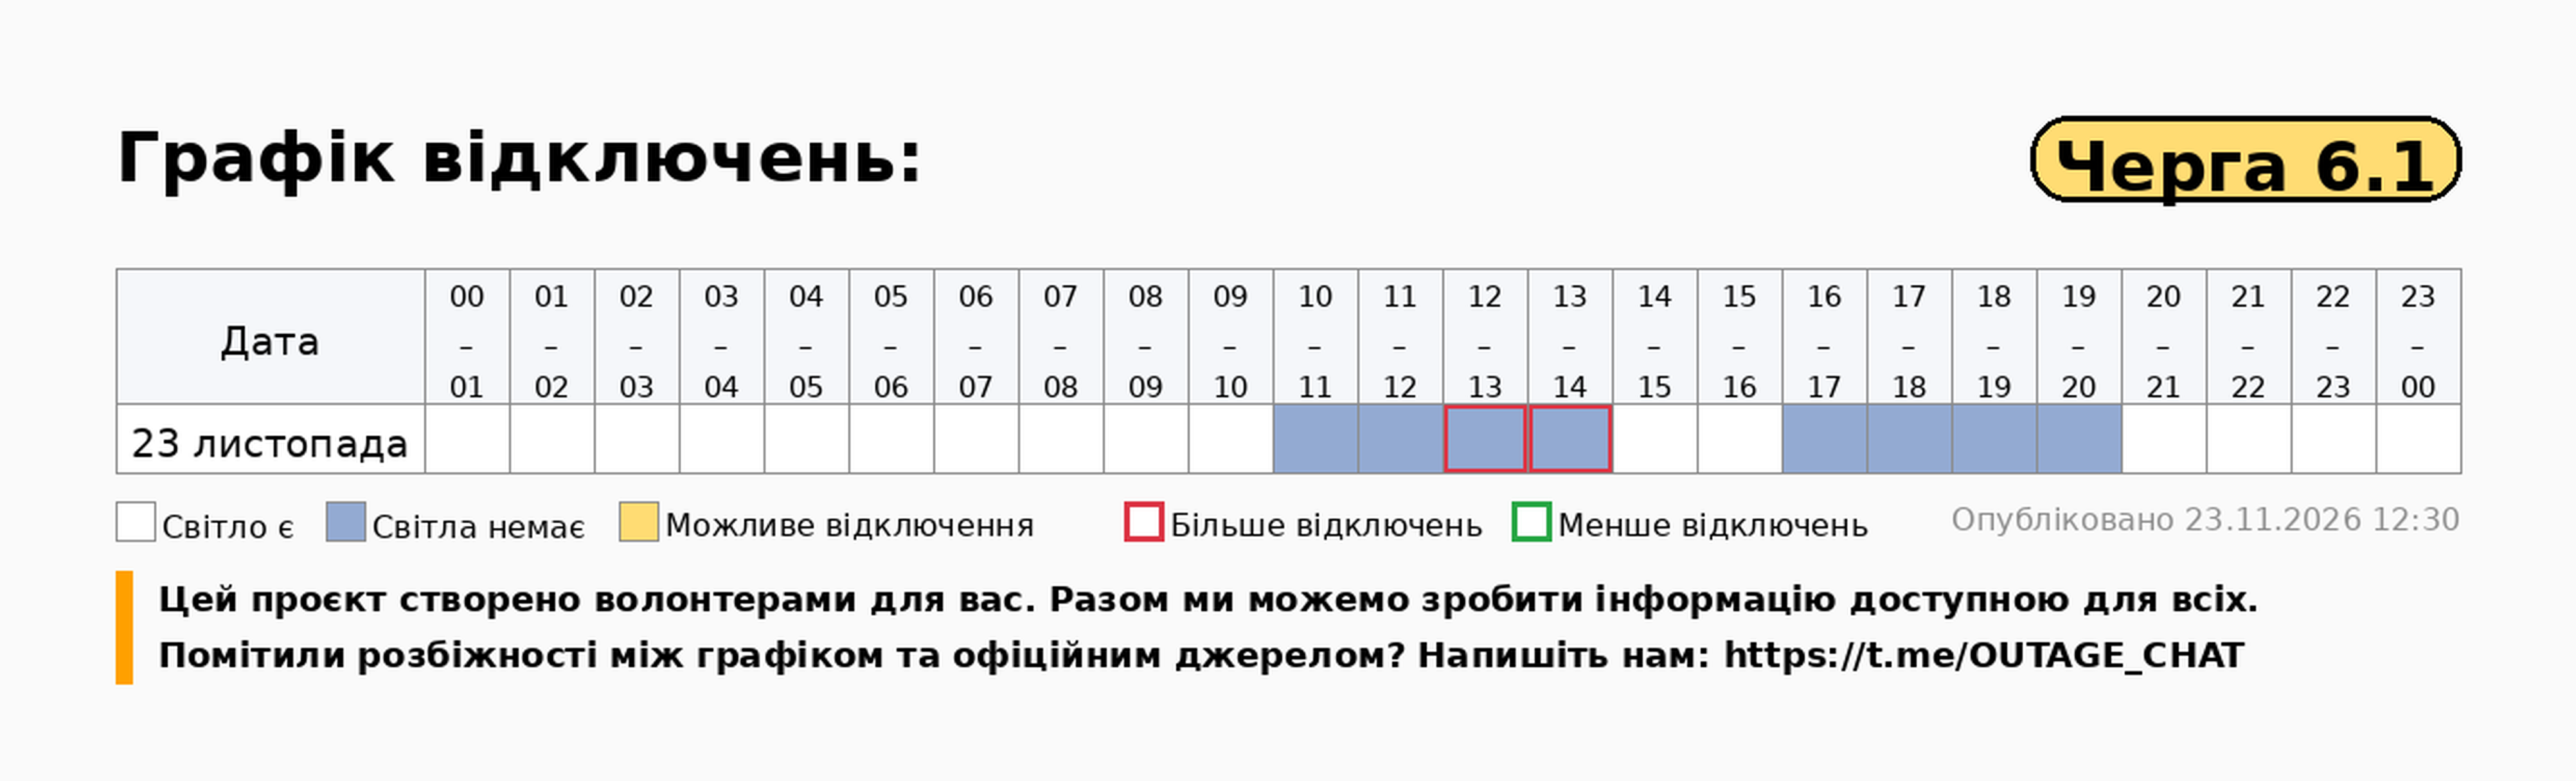 Графік відключень:
Черга 6.1
Дата 00 – 01 01 – 02 02 – 03 03 – 04 04 – 05 05 – 06 06 – 07 07 – 08 08 – 09 09 – 10 10 – 11 11 – 12 12 – 13 13 – 14 14 – 15 15 – 16 16 – 17 17 – 18 18 – 19 19 – 20 20 – 21 21 – 22 22 – 23 23 – 00
23 листопада
Світло є Світла немає Можливе відключення Більше відключень Менше відключень Опубліковано 23.11.2026 12:30
Цей проєкт створено волонтерами для вас. Разом ми можемо зробити інформацію доступною для всіх.
Помітили розбіжності між графіком та офіційним джерелом? Напишіть нам: https://t.me/OUTAGE_CHAT